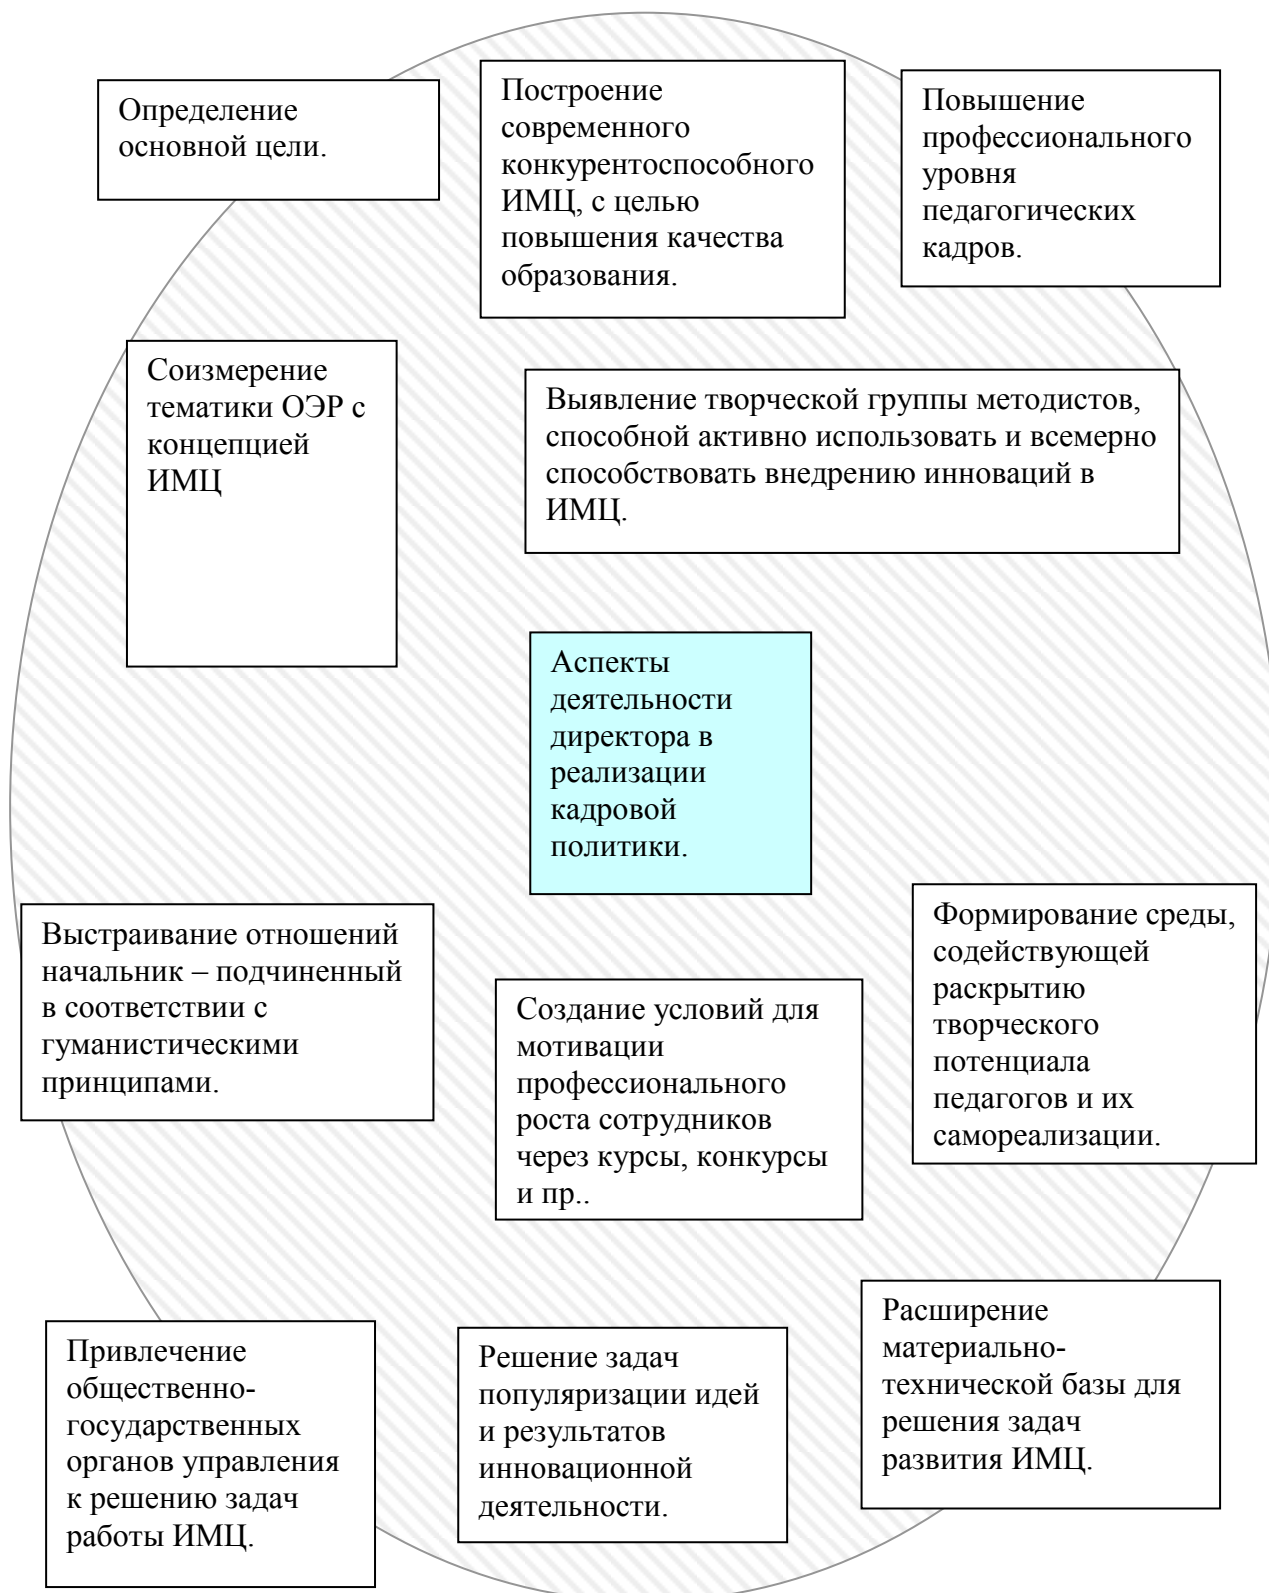 Определение
основной цели.
Построение
современного
конкурентоспособного
ИМЦ, с целью
повышения качества
образования.
Повышение
профессионального
уровня
педагогических
кадров.
Соизмерение
тематики ОЭР с
концепцией
ИМЦ
Выявление творческой группы методистов,
способной активно использовать и всемерно
способствовать внедрению инноваций в
ИМЦ.
Аспекты
деятельности
директора в
реализации
кадровой
политики.
Выстраивание отношений
начальник – подчиненный
в соответствии с
гуманистическими
принципами.
Создание условий для
мотивации
профессионального
роста сотрудников
через курсы, конкурсы
и пр..
Формирование среды,
содействующей
раскрытию
творческого
потенциала
педагогов и их
самореализации.
Привлечение
общественно-
государственных
органов управления
к решению задач
работы ИМЦ.
Решение задач
популяризации идей
и результатов
инновационной
деятельности.
Расширение
материально-
технической базы для
решения задач
развития ИМЦ.